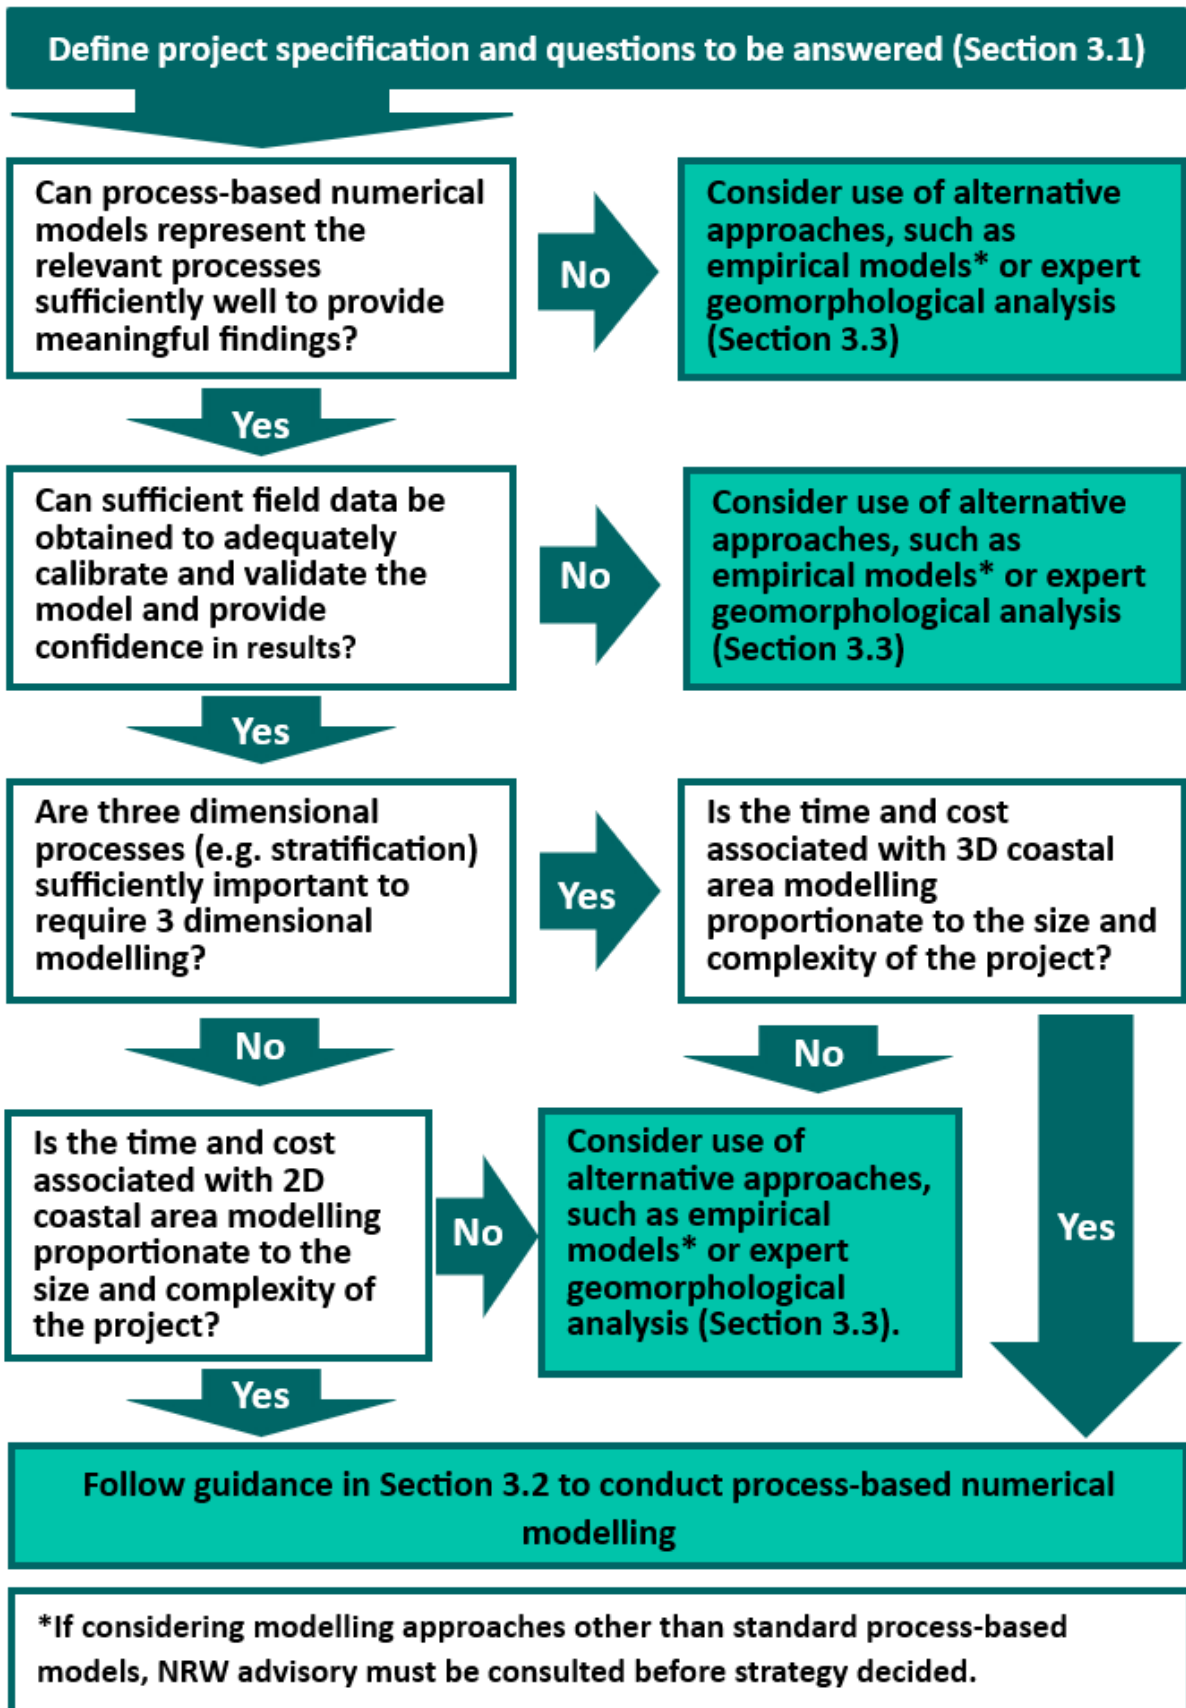 Define project specification and questions to be answered (Section 3.1)
Can process-based numerical
models represent the
relevant processes
sufficiently well to provide
meaningful findings?
No
Consider use of alternative
approaches, such as
empirical models* or expert
geomorphological analysis
(Section 3.3)
Yes
Can sufficient field data be
obtained to adequately
calibrate and validate the
model and provide
confidence in results?
No
Consider use of alternative
approaches, such as
empirical models* or expert
geomorphological analysis
(Section 3.3)
Yes
Are three dimensional
processes (e.g. stratification)
sufficiently important to
require 3 dimensional
modelling?
Yes
Is the time and cost
associated with 3D coastal
area modelling
proportionate to the size and
complexity of the project?
No
No
Yes
Is the time and cost
associated with 2D
coastal area modelling
proportionate to the
size and complexity of
the project?
No
Consider use of
alternative approaches,
such as empirical
models* or expert
geomorphological
analysis (Section 3.3).
Yes
Follow guidance in Section 3.2 to conduct process-based numerical
modelling
*If considering modelling approaches other than standard process-based
models, NRW advisory must be consulted before strategy decided.